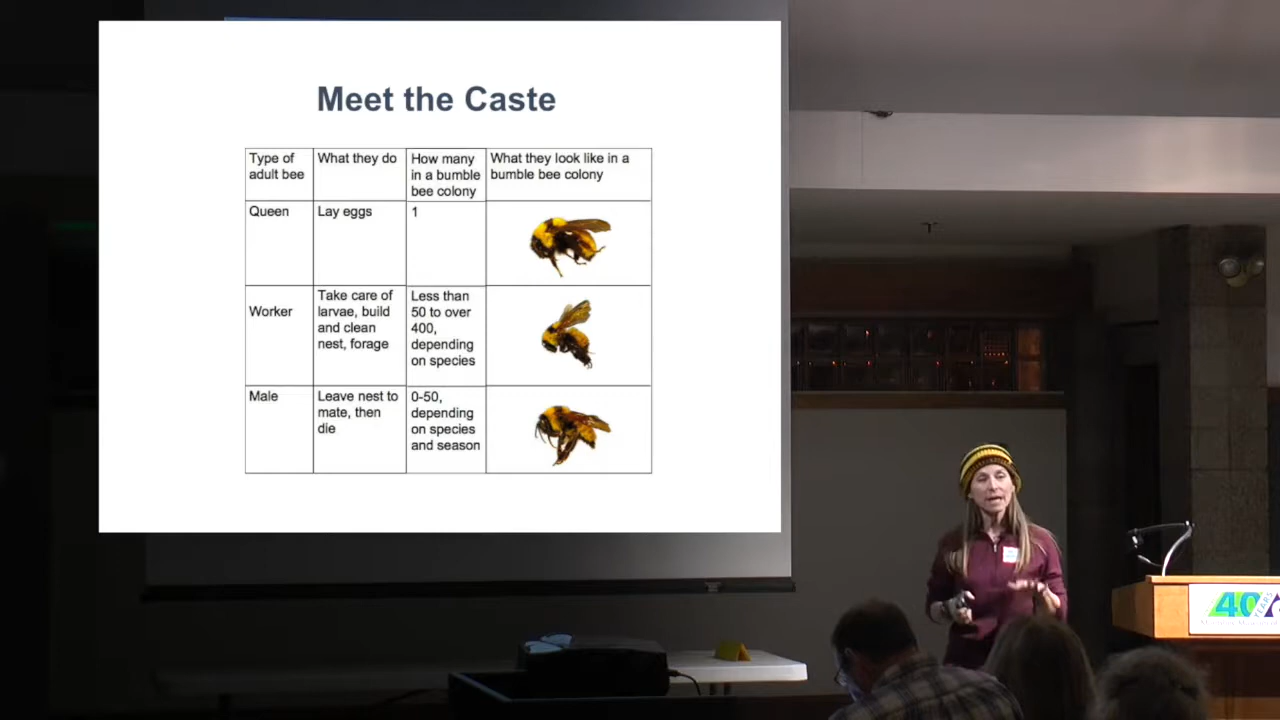 Meet the Caste
Type of
adult bee
What they do
How many
in a bumble
bee colony
What they look like in a
bumble bee colony
Queen
Lay eggs
1
Worker
Take care of
larvae, build
and clean
nest, forage
Less than
50 to over
400,
depending
on species
Male
Leave nest to
mate, then
die
0-50,
depending
on species
and season
40
YEARS